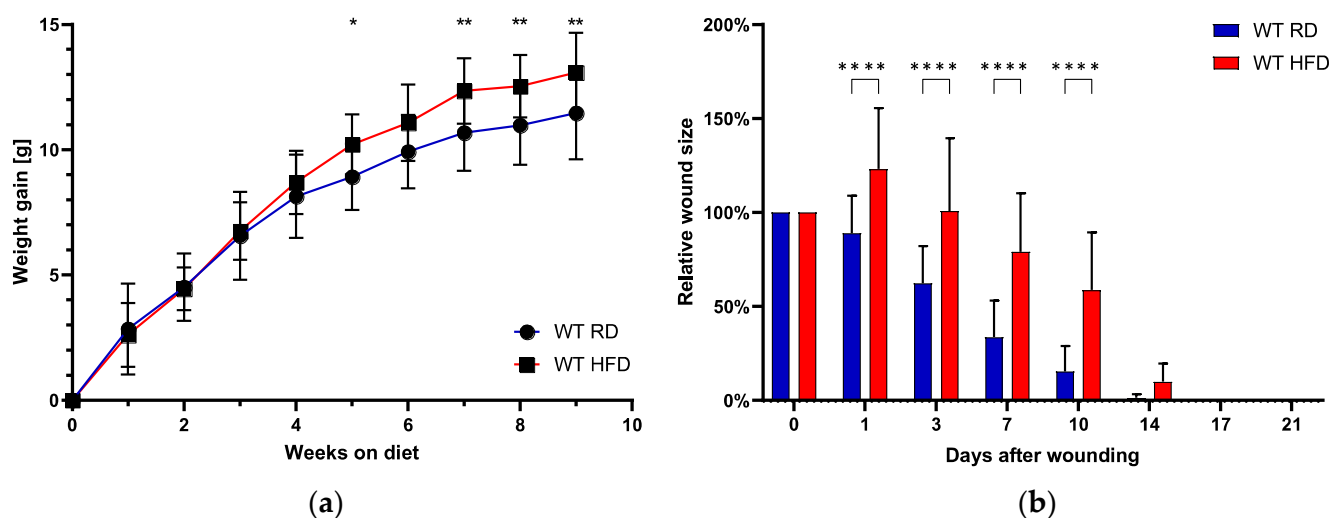 15
10
5
0
Weight gain [g]
* ** ** **
WT RD
WT HFD
0 2 4 6 8 10
Weeks on diet
(a)
200%
150%
100%
50%
0%
Relative wound size
WT RD
WT HFD
**** **** **** ****
0 1 3 7 10 14 17 21
Days after wounding
(b)